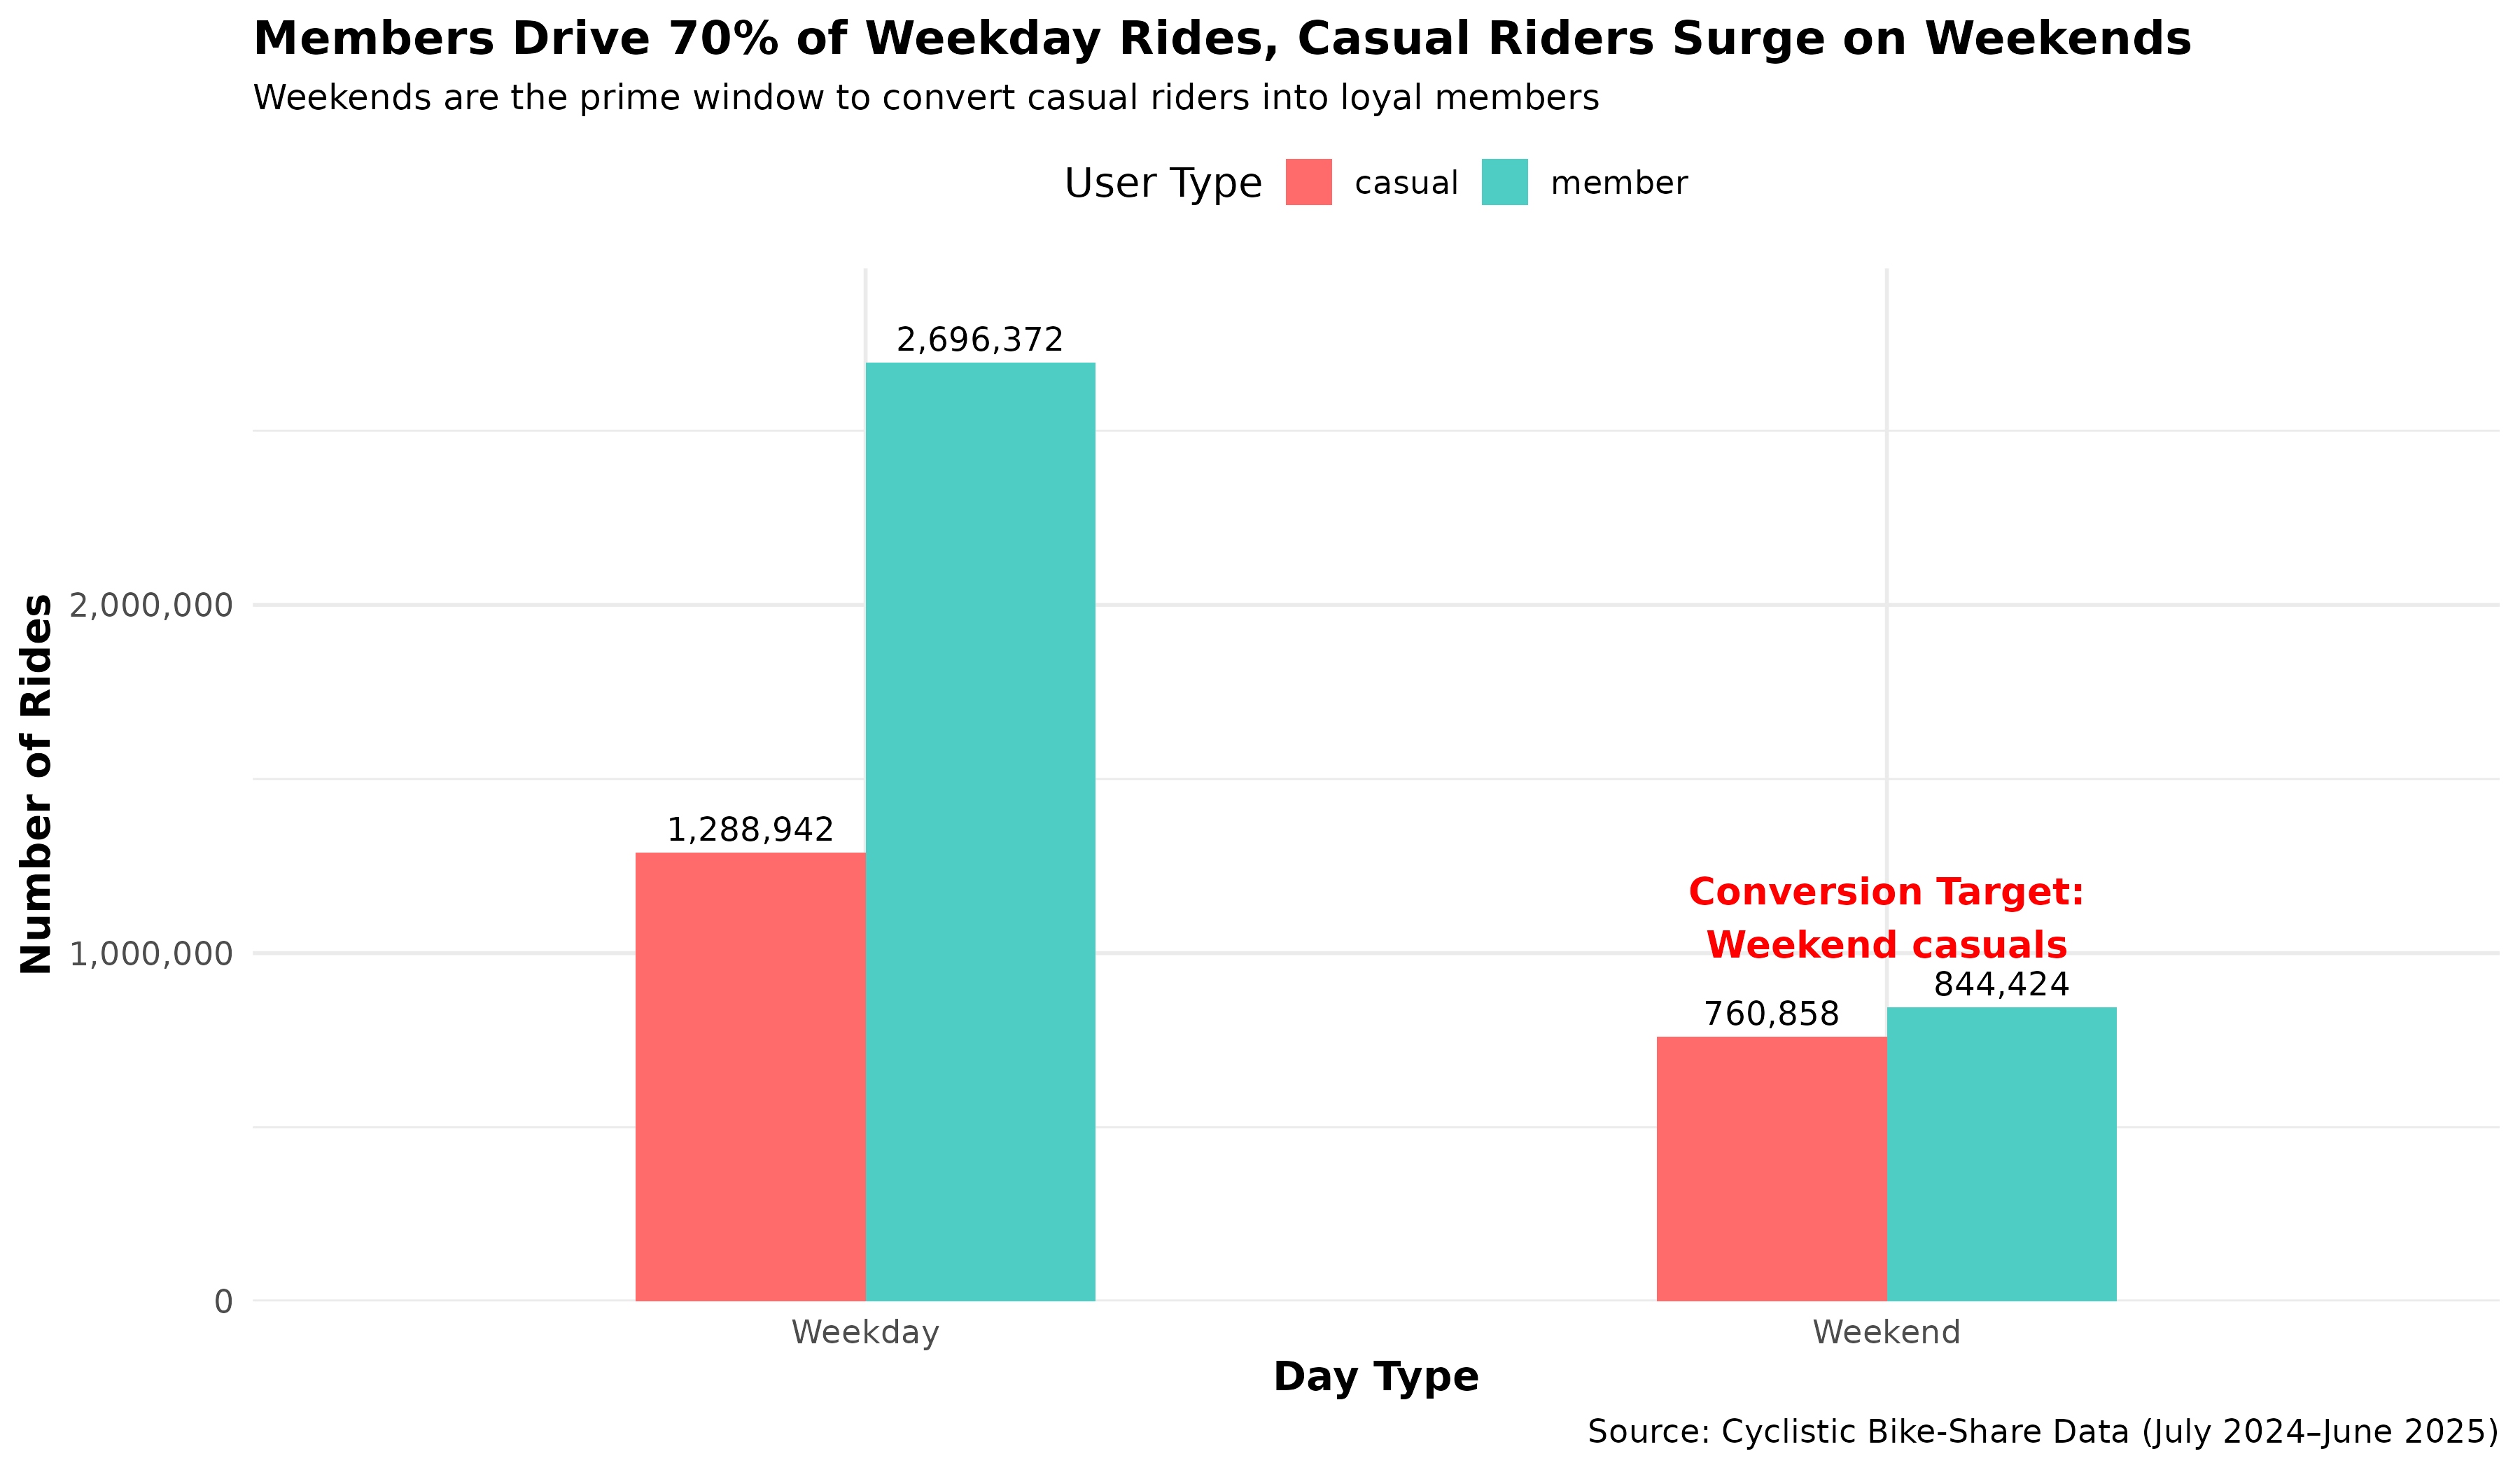 Members Drive 70% of Weekday Rides, Casual Riders Surge on Weekends
Weekends are the prime window to convert casual riders into loyal members
User Type casual member
2,696,372
2,000,000
1,288,942
Number of Rides
Conversion Target:
Weekend casuals
1,000,000
844,424
760,858
0
Weekday Weekend
Day Type
Source: Cyclistic Bike-Share Data (July 2024–June 2025)